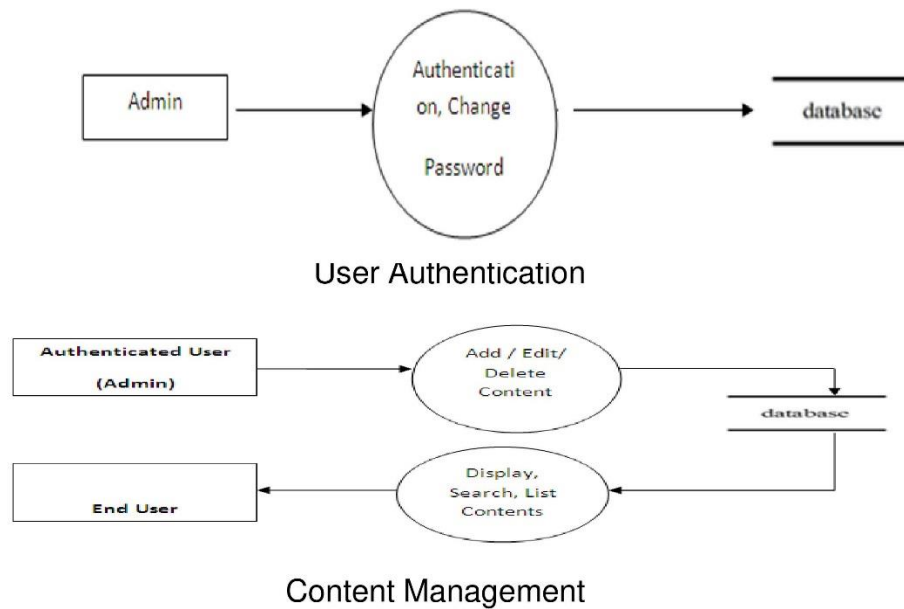 Admin
Authenticati
on, Change
Password
database
User Authentication
Authenticated User
(Admin)
Add / Edit/
Delete
Content
database
Display,
Search, List
Contents
End User
Content Management